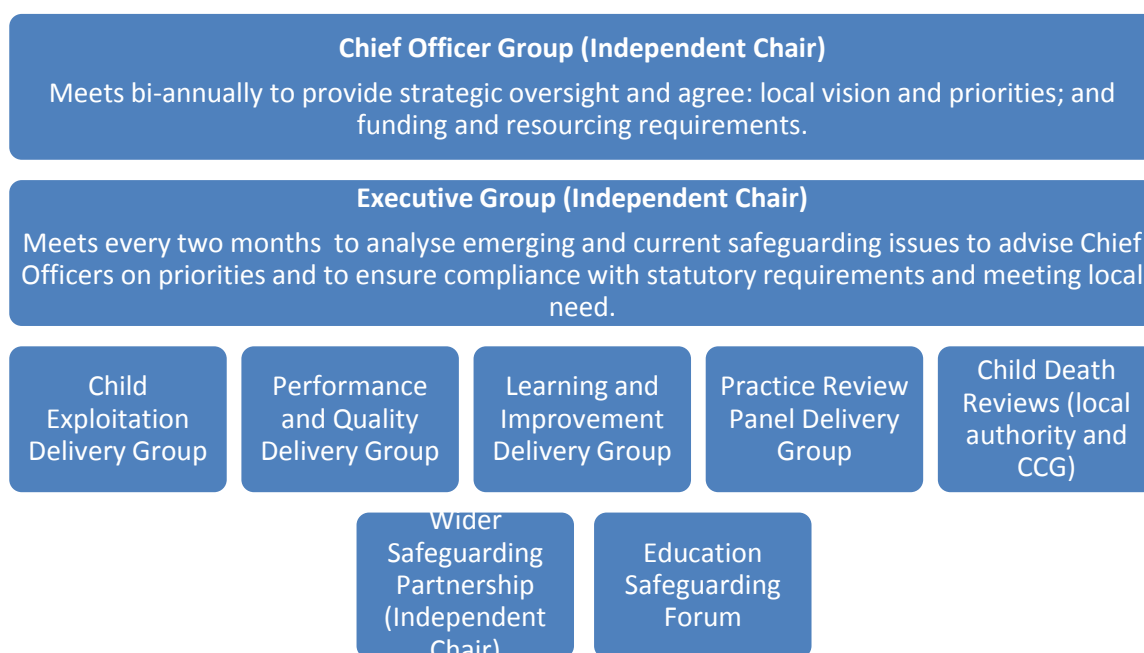 Chief Officer Group (Independent Chair)
Meets bi-annually to provide strategic oversight and agree: local vision and priorities; and
funding and resourcing requirements.
Executive Group (Independent Chair)
Meets every two months to analyse emerging and current safeguarding issues to advise Chief
Officers on priorities and to ensure compliance with statutory requirements and meeting local
need.
Child
Exploitation
Delivery Group
Performance
and Quality
Delivery Group
Learning and
Improvement
Delivery Group
Practice Review
Panel Delivery
Group
Child Death
Reviews (local
authority and
CCG)
Wider
Safeguarding
Partnership
(Independent
Chair)
Education
Safeguarding
Forum